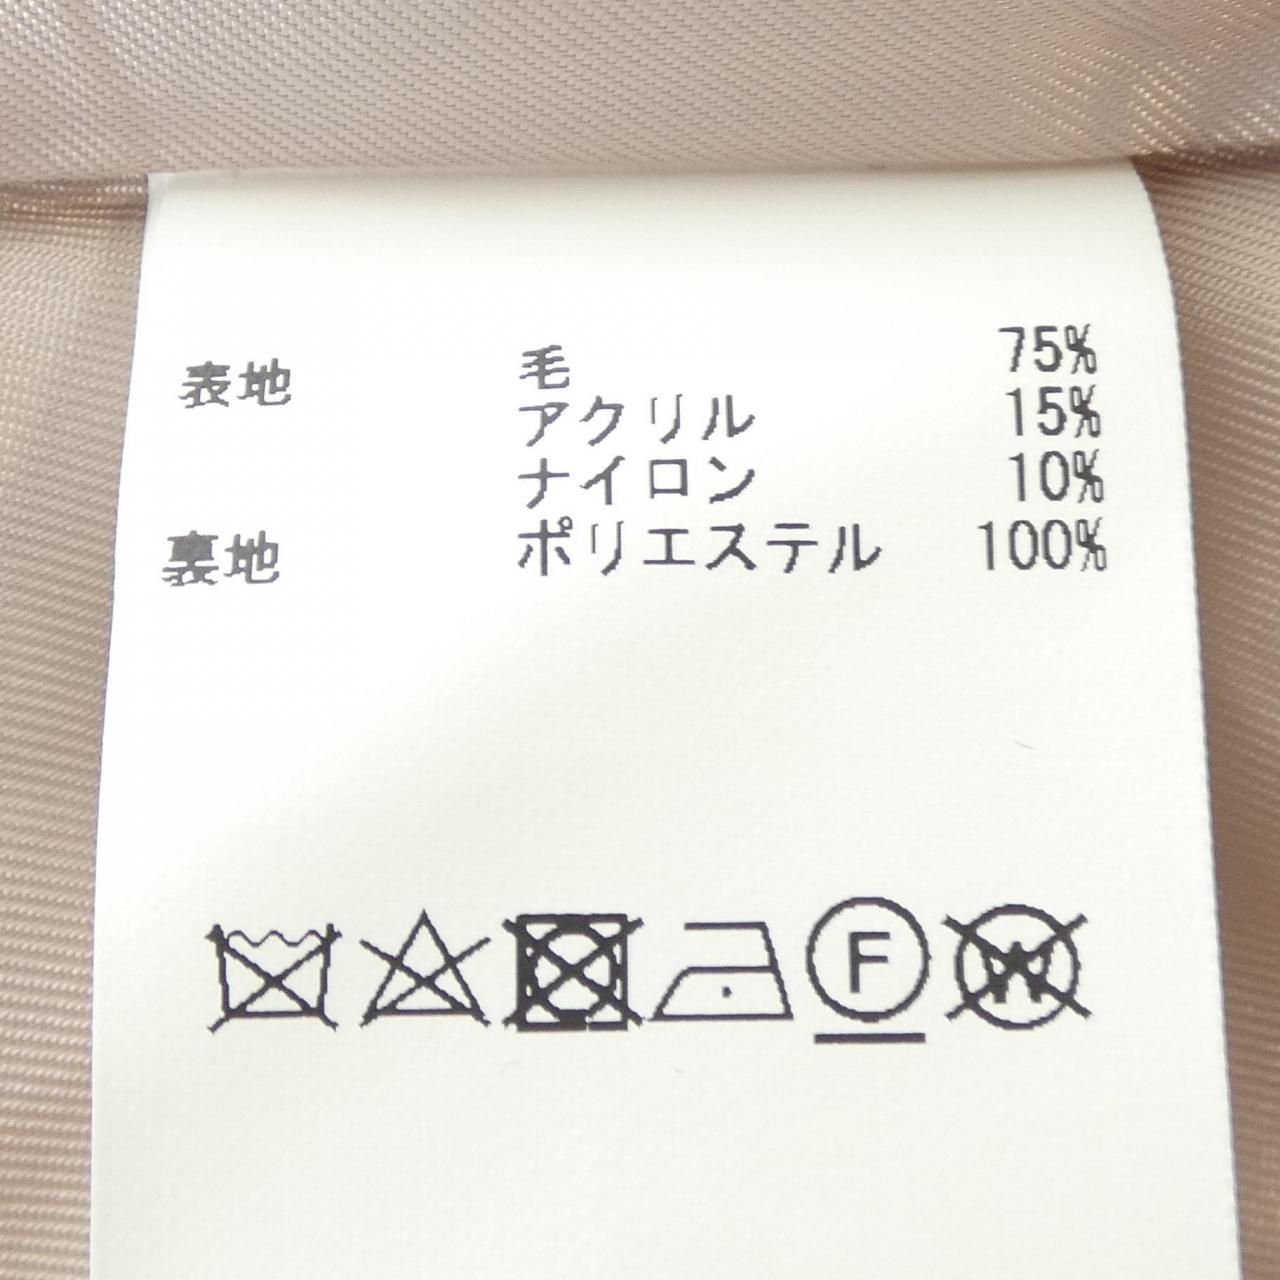 表地 毛 75%
アクリル 15%
ナイロン 10%
裏地 ポリエステル 100%
F W